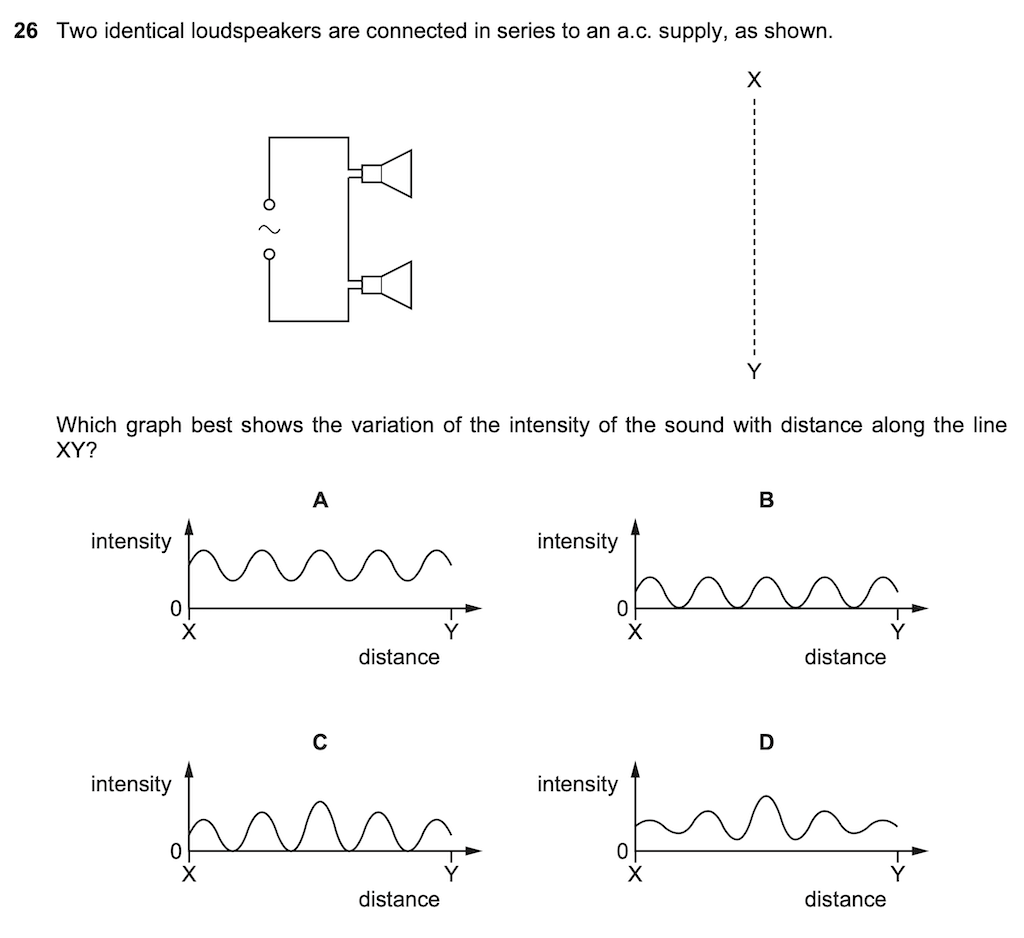 26 Two identical loudspeakers are connected in series to an a.c. supply, as shown.
X
~
Y
Which graph best shows the variation of the intensity of the sound with distance along the line
XY?
A
B
intensity
intensity
0
0
X
Y
X
Y
distance
distance
C
D
intensity
intensity
0
0
X
Y
X
Y
distance
distance